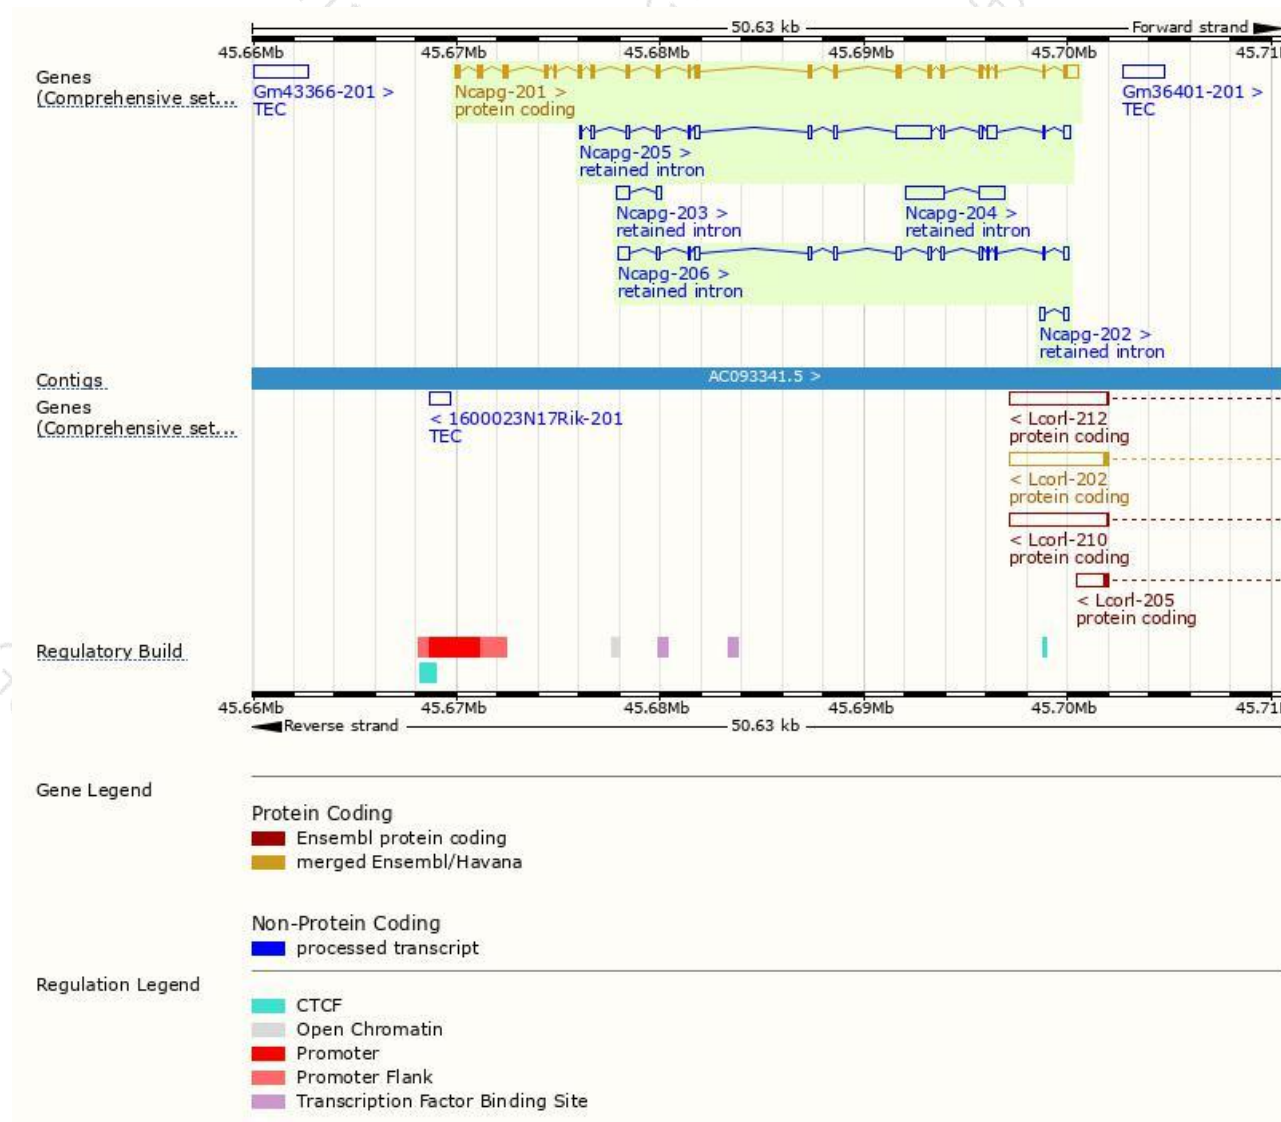 50.63 kb Forward strand
45.66Mb 45.67Mb 45.68Mb 45.69Mb 45.70Mb 45.71
Genes
(Comprehensive set...
Gm43366-201 >
TEC
Ncapg-201 >
protein coding
Gm36401-201 >
TEC
Ncapg-205 >
retained intron
Ncapg-203 >
retained intron
Ncapg-204 >
retained intron
Ncapg-206 >
retained intron
Ncapg-202 >
retained intron
Contigs
AC093341.5 >
Genes
(Comprehensive set...
< 1600023N17Rik-201
TEC
< Lcorl-212
protein coding
< Lcorl-202
protein coding
< Lcorl-210
protein coding
< Lcorl-205
protein coding
Regulatory Build
45.66Mb 45.67Mb 45.68Mb 45.69Mb 45.70Mb 45.71
Reverse strand 50.63 kb
Gene Legend
Protein Coding
Ensembl protein coding
merged Ensembl/Havana
Non-Protein Coding
processed transcript
Regulation Legend
CTCF
Open Chromatin
Promoter
Promoter Flank
Transcription Factor Binding Site